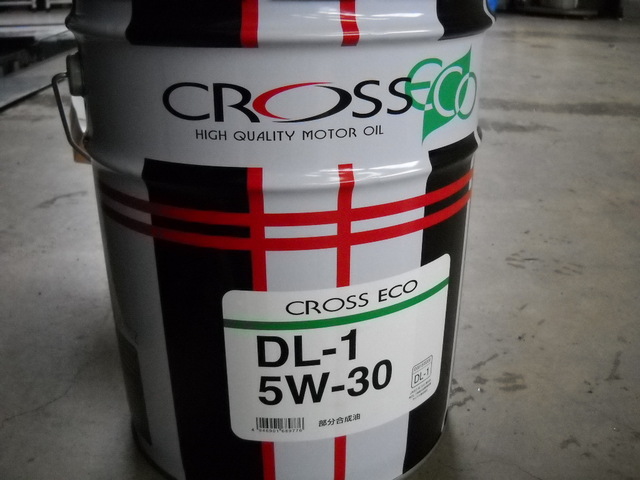 CROSS ECO
HIGH QUALITY MOTOR OIL
CROSS ECO
DL-1
5W-30
DL-1
部分合成油